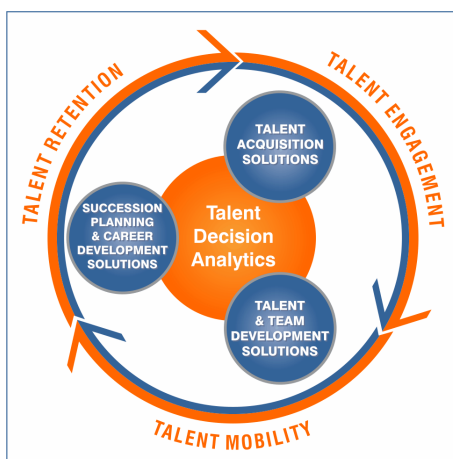 TALENT RETENTION
TALENT ENGAGEMENT
TALENT
ACQUISITION
SOLUTIONS
SUCCESSION
PLANNING
& CAREER
DEVELOPMENT
SOLUTIONS
Talent
Decision
Analytics
TALENT
& TEAM
DEVELOPMENT
SOLUTIONS
TALENT MOBILITY